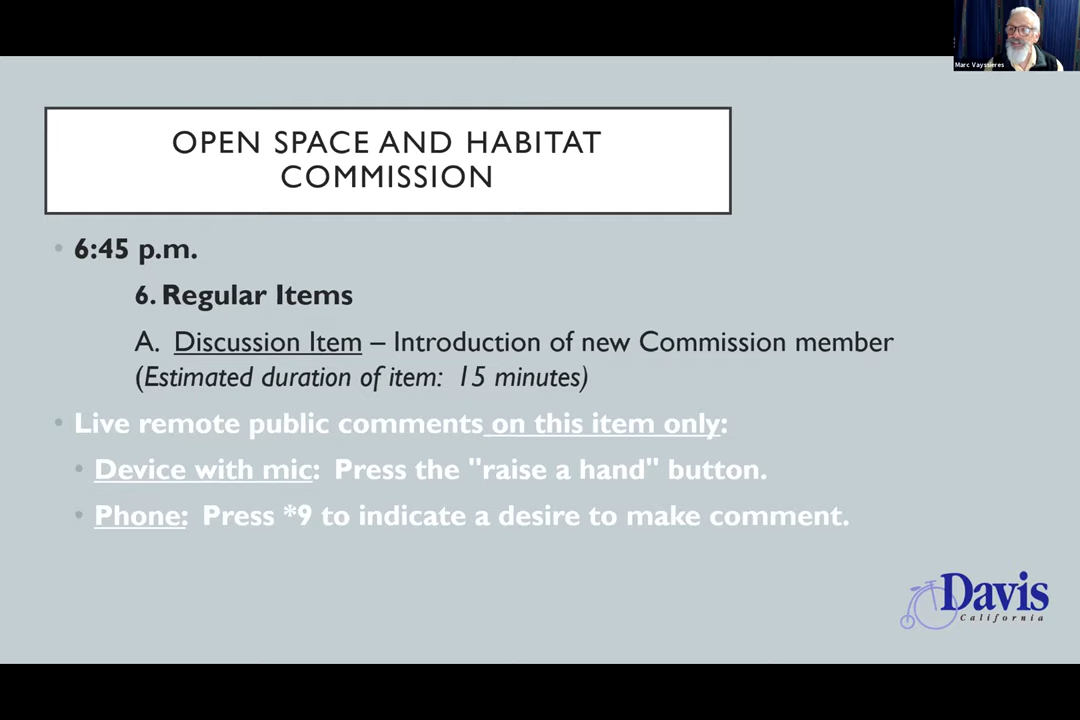 Marc Vayssieres
OPEN SPACE AND HABITAT
COMMISSION
• 6:45 p.m.
6. Regular Items
A. Discussion Item – Introduction of new Commission member
(Estimated duration of item: 15 minutes)
• Live remote public comments on this item only:
• Device with mic: Press the "raise a hand" button.
• Phone: Press *9 to indicate a desire to make comment.
Davis
California